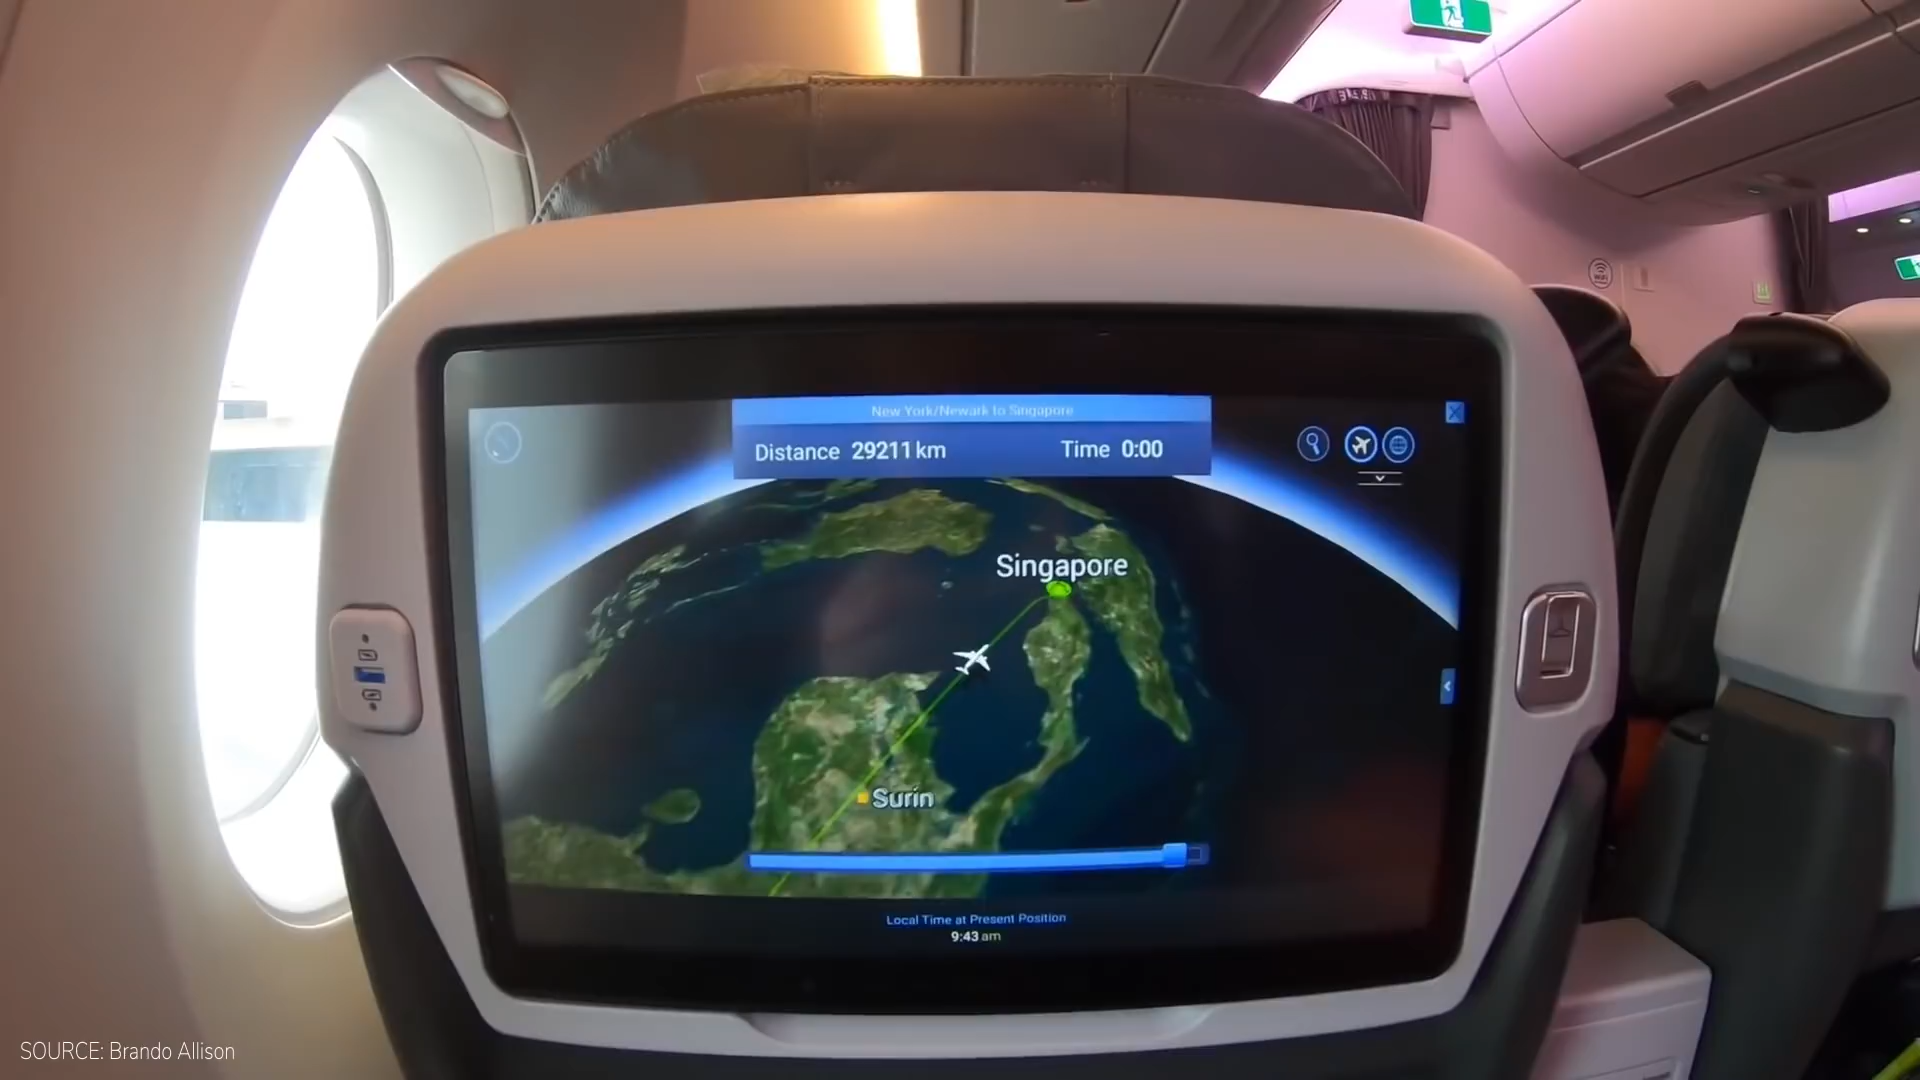 New York/Newark to Singapore
Distance 29211 km Time 0:00
Singapore
Surin
Local Time at Present Position
9:43 am
SOURCE: Brando Allison